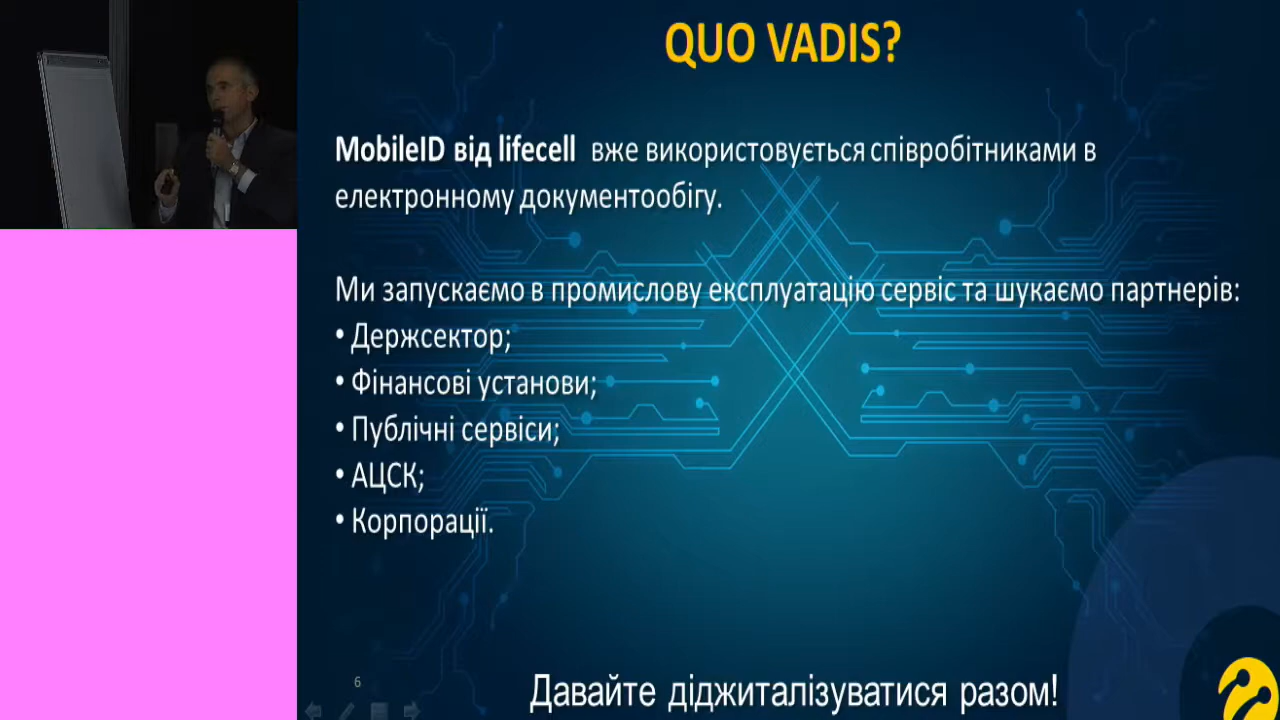 QUO VADIS?
MobileID від lifecell вже використовується співробітниками в
електронному документообігу.
Ми запускаємо в промислову експлуатацію сервіс та шукаємо партнерів:
• Держсектор;
• Фінансові установи;
• Публічні сервіси;
• АЦСК;
• Корпорації.
6
Давайте діджиталізуватися разом!